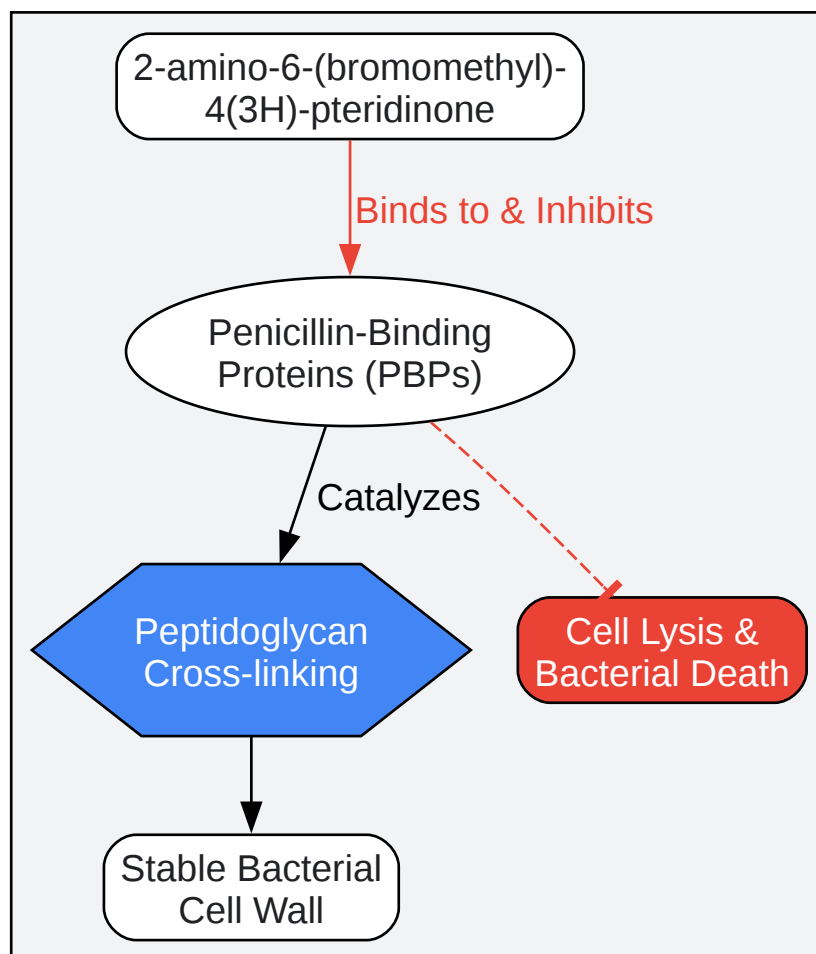 2-amino-6-(bromomethyl)-
4(3H)-pteridinone
Binds to & Inhibits
Penicillin-Binding
Proteins (PBPs)
Catalyzes
Peptidoglycan
Cross-linking
Cell Lysis &
Bacterial Death
Stable Bacterial
Cell Wall